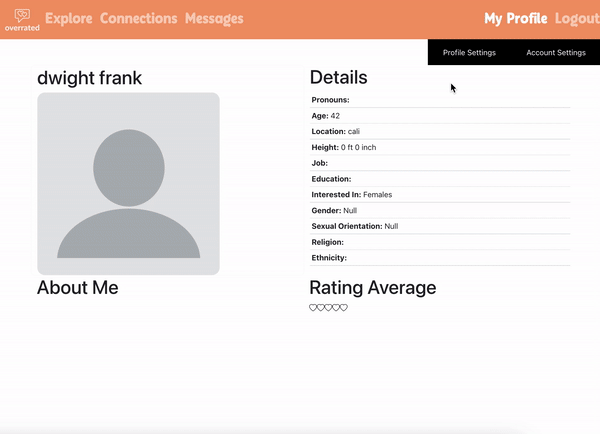 overrated
Explore Connections Messages
My Profile Logout
Profile Settings Account Settings
dwight frank
About Me
Details
Pronouns:
Age: 42
Location: cali
Height: 0 ft 0 inch
Job:
Education:
Interested In: Females
Gender: Null
Sexual Orientation: Null
Religion:
Ethnicity:
Rating Average